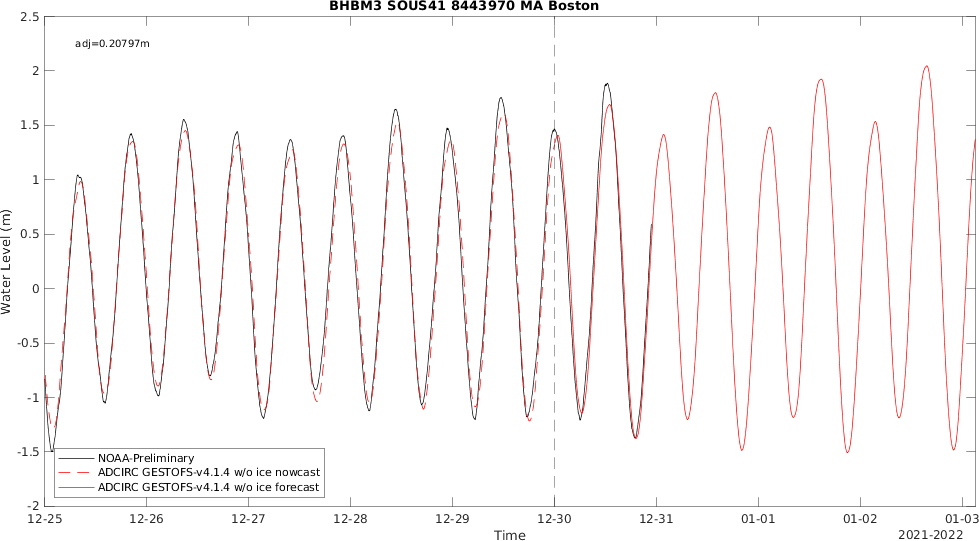 BHBM3 SOUS41 8443970 MA Boston
adj=0.20797m
2.5
2
1.5
1
0.5
0
-0.5
-1
-1.5
-2
Water Level (m)
NOAA-Preliminary
ADCIRC GESTOFS-v4.1.4 w/o ice nowcast
ADCIRC GESTOFS-v4.1.4 w/o ice forecast
12-25 12-26 12-27 12-28 12-29 12-30 12-31 01-01 01-02 01-03
Time
2021-2022